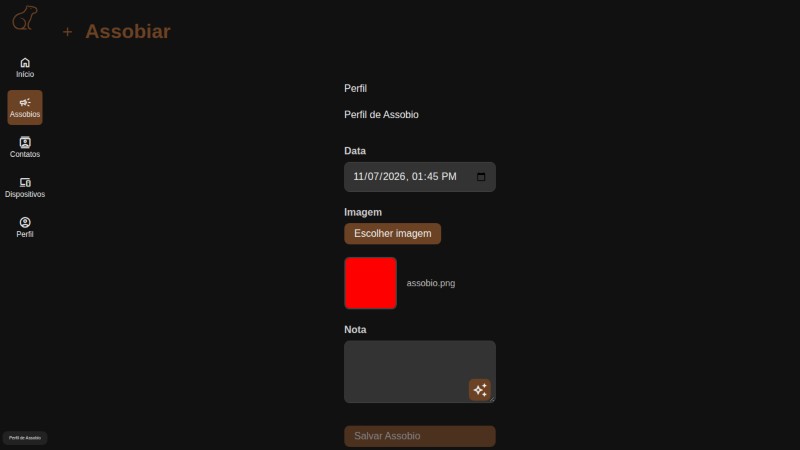 + Assobiar
Início
Assobios
Contatos
Dispositivos
Perfil
Perfil de Assobio
Perfil
Perfil de Assobio
Data
11/07/2026, 01:45 PM
Imagem
Escolher imagem
assobio.png
Nota
Salvar Assobio